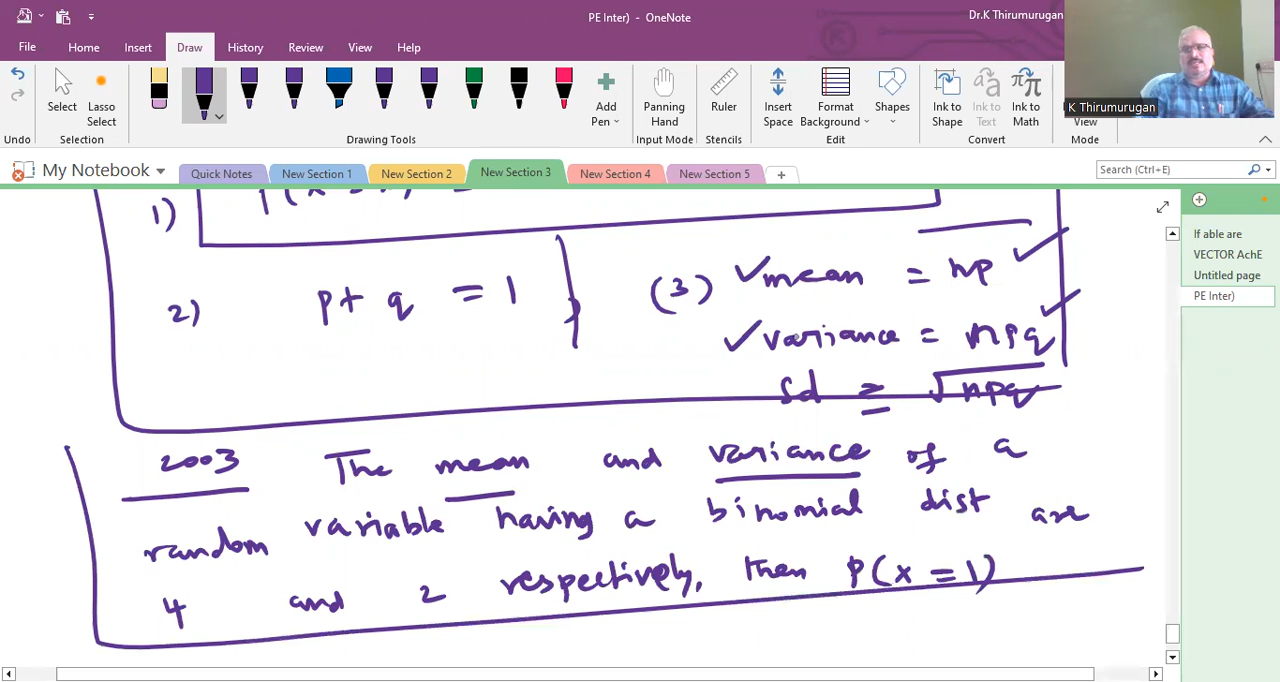 PE Inter) - OneNote
Dr.K Thirumurugan
File Home Insert Draw History Review View Help
Undo
Select
Lasso Select
Selection
Drawing Tools
Add Pen
Panning Hand
Input Mode
Ruler
Stencils
Insert Space
Format Background
Shapes
Edit
Ink to Shape
Ink to Text
Ink to Math
Convert
View
Mode
K Thirumurugan
My Notebook Quick Notes New Section 1 New Section 2 New Section 3 New Section 4 New Section 5
Search (Ctrl+E)
If able are
VECTOR AchE
Untitled page
PE Inter)
1)
2) p + q = 1
(3) mean = np
variance = npq
sd = √npq
2003 The mean and variance of a
random variable having a binomial dist are
4 and 2 respectively, then P(x = 1)